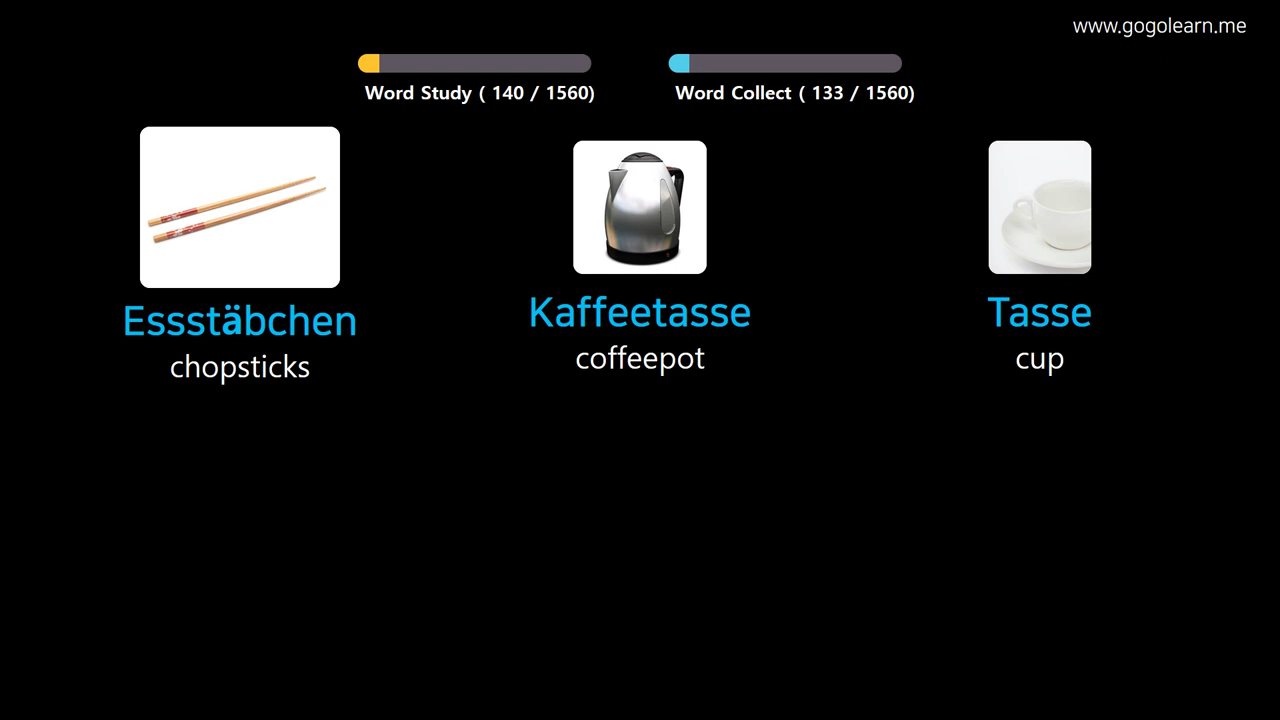 www.gogolearn.me
Word Study ( 140 / 1560)
Word Collect ( 133 / 1560)
Essstäbchen
chopsticks
Kaffeetasse
coffeepot
Tasse
cup